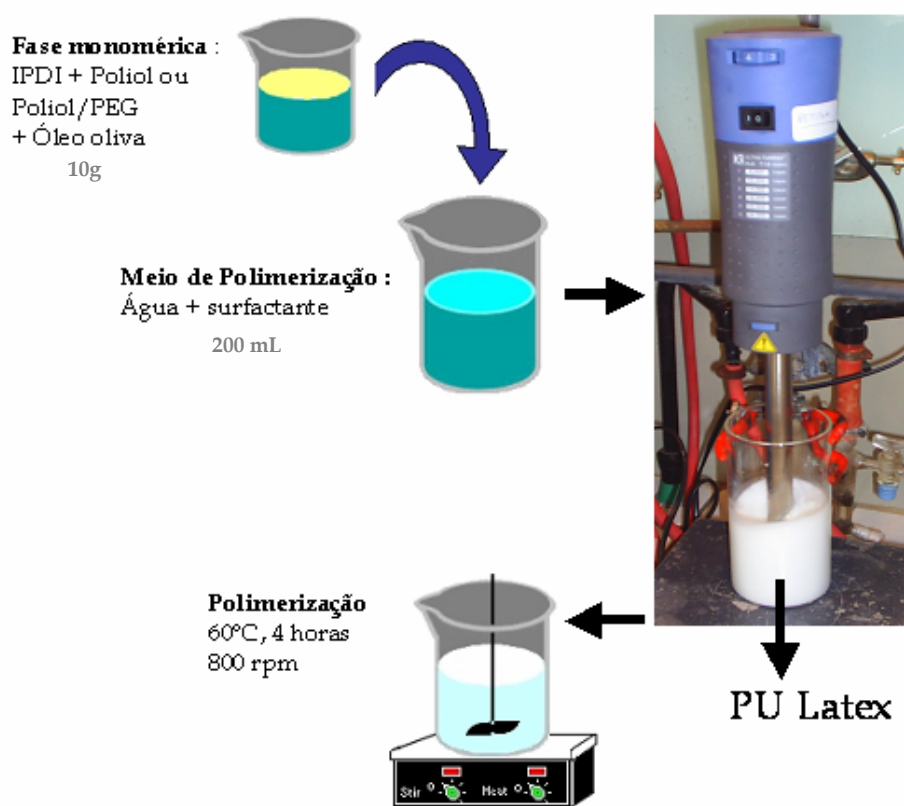 Fase monomérica :
IPDI + Poliol ou
Poliol/PEG
+ Óleo oliva
10g
Meio de Polimerização :
Água + surfactante
200 mL
Polimerização
60°C, 4 horas
800 rpm
Stir
Heat
PU Latex